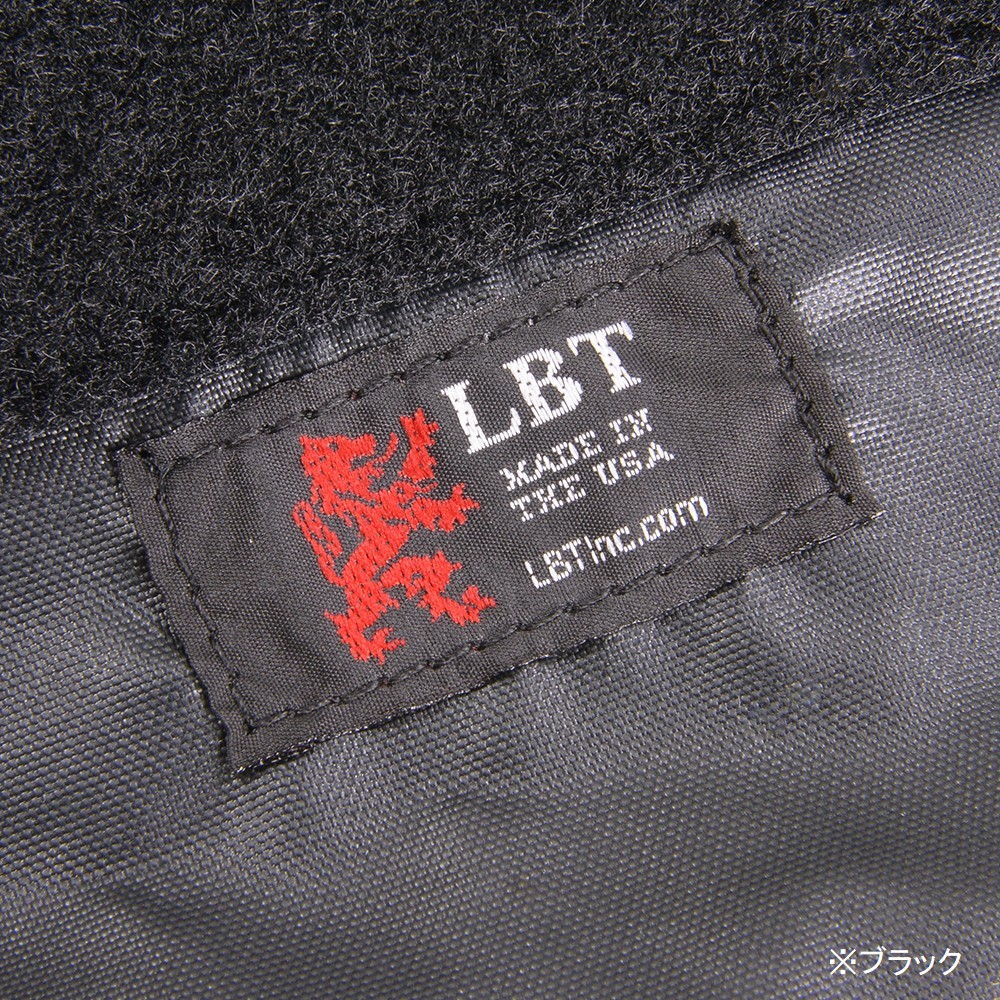 LBT
MADE IN
THE USA
LBTInc.com
※ブラック